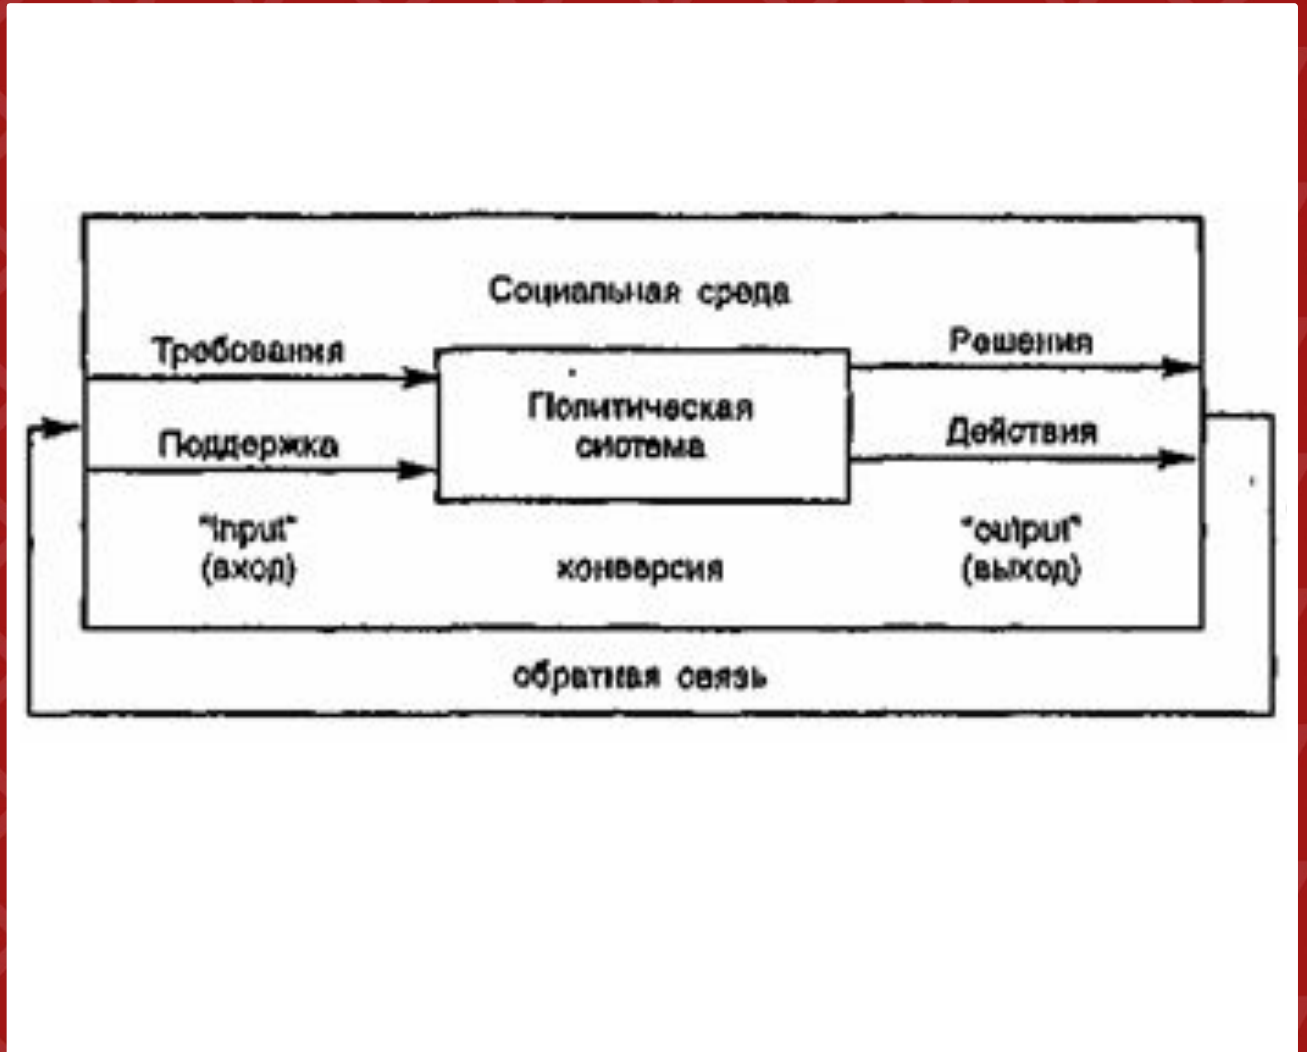 Социальная среда
Требования
Решения
Политическая
система
Поддержка
Действия
"input"
(вход)
конверсия
"output"
(выход)
обратная связь